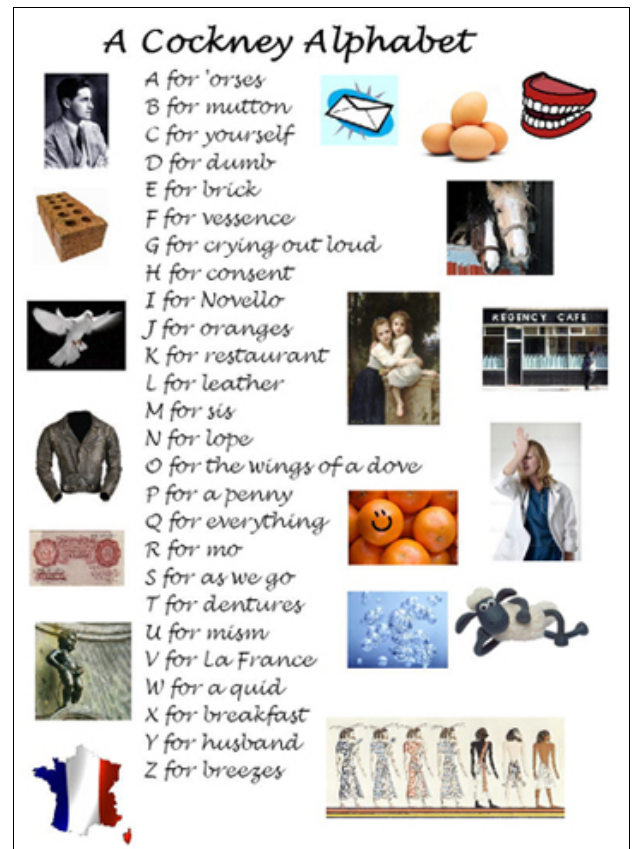 A Cockney Alphabet
A for 'orses
B for mutton
C for yourself
D for dumb
E for brick
F for vessence
G for crying out loud
H for consent
I for Novello
J for oranges
K for restaurant
L for leather
M for sis
N for lope
O for the wings of a dove
P for a penny
Q for everything
R for mo
S for as we go
T for dentures
U for mism
V for La France
W for a quid
X for breakfast
Y for husband
Z for breezes
REGENCY CAFE